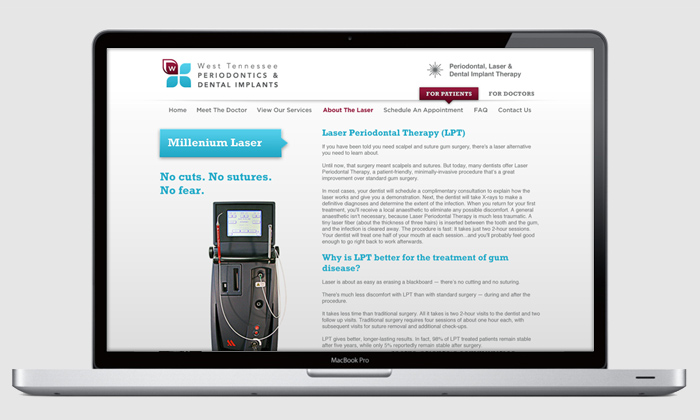 West Tennessee
PERIODONTICS &
DENTAL IMPLANTS
W
Periodontal, Laser &
Dental Implant Therapy
FOR PATIENTS
FOR DOCTORS
Home
Meet The Doctor
View Our Services
About The Laser
Schedule An Appointment
FAQ
Contact Us
Millenium Laser
No cuts. No sutures.
No fear.
Laser Periodontal Therapy (LPT)
If you have been told you need scalpel and suture gum surgery, there's a laser alternative
you need to learn about.
Until now, that surgery meant scalpels and sutures. But today, many dentists offer Laser
Periodontal Therapy, a patient-friendly, minimally-invasive procedure that's a great
improvement over standard gum surgery.
In most cases, your dentist will schedule a complimentary consultation to explain how the
laser works and give you a demonstration. Next, the dentist will take X-rays to make a
definitive diagnoses and determine the extent of the infection. When you return for your first
treatment, you'll receive a local anaesthetic to eliminate any possible discomfort. A general
anaesthetic isn't necessary, because Laser Periodontal Therapy is much less traumatic. A
tiny laser fiber (about the thickness of three hairs) is inserted between the tooth and the gum,
and the infection is cleared away. The procedure is fast: It takes just two 2-hour sessions.
Your dentist will treat one half of your mouth at each session...and you'll probably feel good
enough to go right back to work afterwards.
Why is LPT better for the treatment of gum
disease?
Laser is about as easy as erasing a blackboard — there's no cutting and no suturing.
There's much less discomfort with LPT than with standard surgery — during and after the
procedure.
It takes less time than traditional surgery. All it takes is two 2-hour visits to the dentist and two
follow up visits. Traditional surgery requires four sessions of about one hour each, with
subsequent visits for suture removal and additional check-ups.
LPT gives better, longer-lasting results. In fact, 98% of LPT treated patients remain stable
after five years, while only 5% reportedly remain stable after surgery.
MacBook Pro